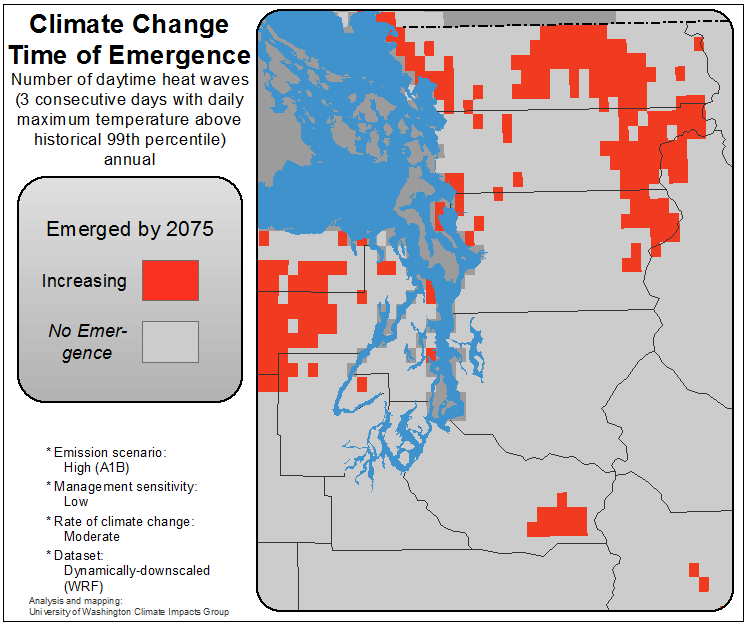 Climate Change
Time of Emergence
Number of daytime heat waves
(3 consecutive days with daily
maximum temperature above
historical 99th percentile)
annual
Emerged by 2075
Increasing
No Emer-
gence
* Emission scenario:
High (A1B)
* Management sensitivity:
Low
* Rate of climate change:
Moderate
* Dataset:
Dynamically-downscaled
(WRF)
Analysis and mapping:
University of Washington Climate Impacts Group